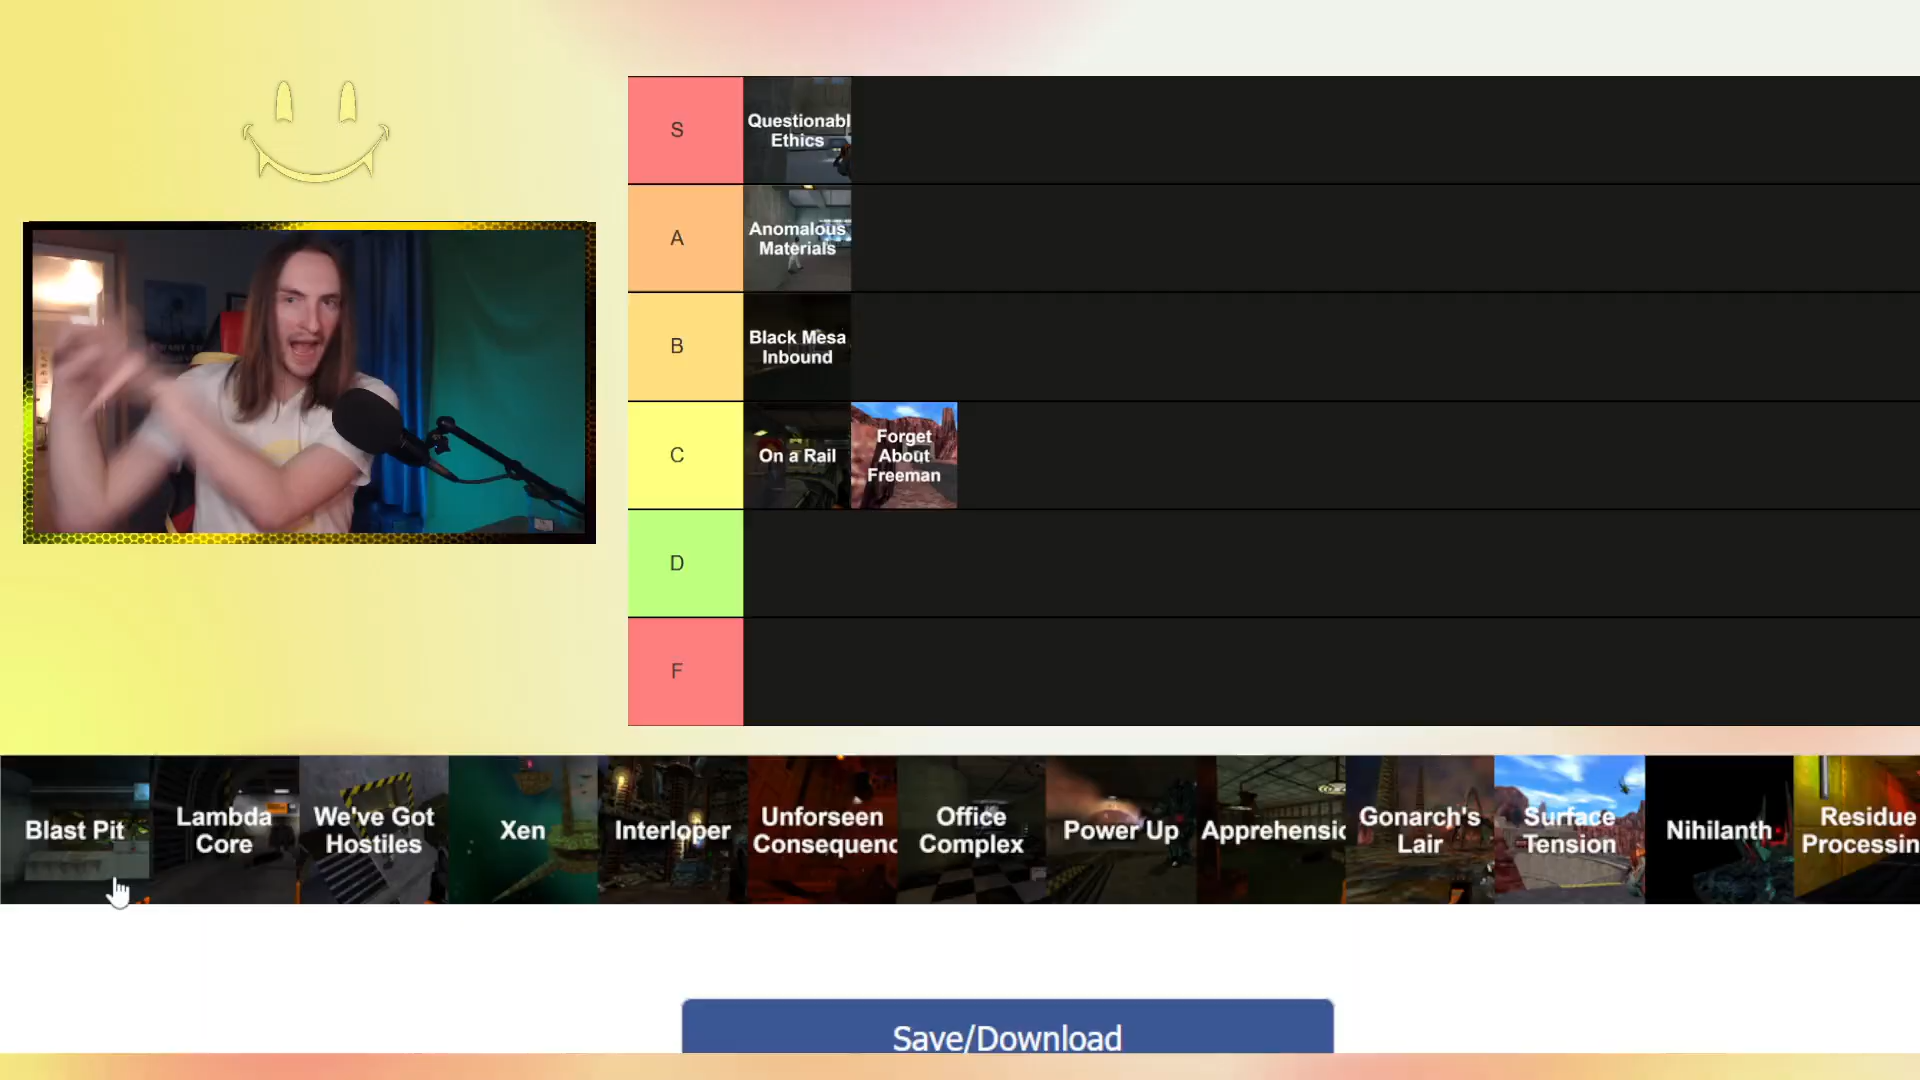 S
Questionabl
Ethics
A
Anomalous
Materials
B
Black Mesa
Inbound
C
On a Rail
Forget
About
Freeman
D
F
Blast Pit
Lambda
Core
We've Got
Hostiles
Xen
Interloper
Unforseen
Consequenc
Office
Complex
Power Up
Apprehensio
Gonarch's
Lair
Surface
Tension
Nihilanth
Residue
Processin
Save/Download